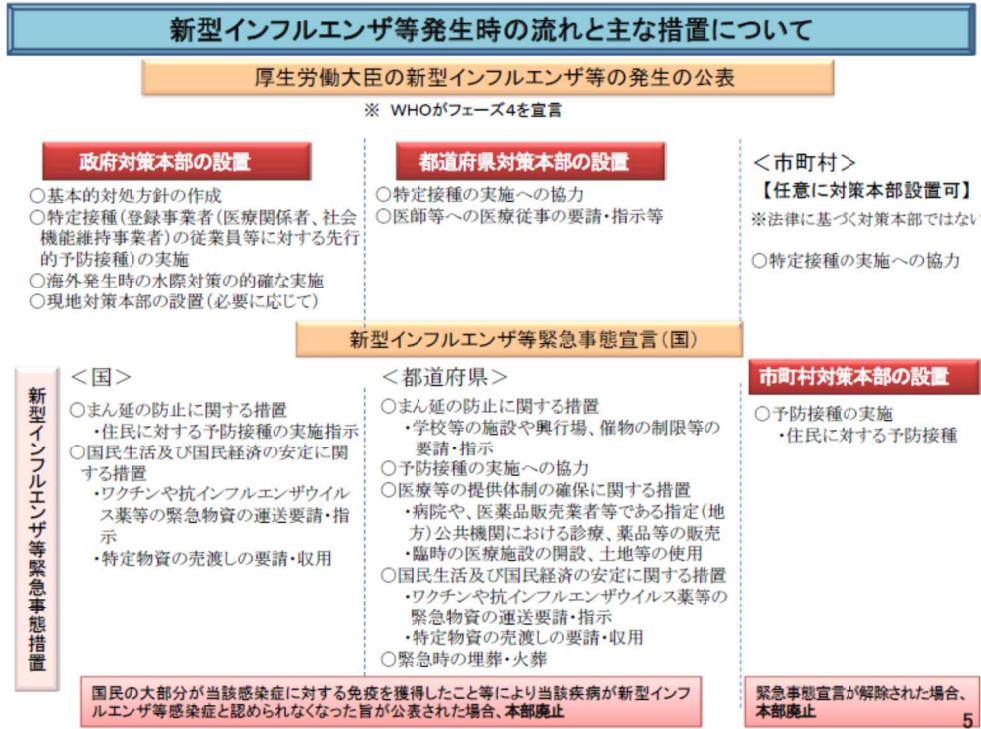 新型インフルエンザ等発生時の流れと主な措置について
厚生労働大臣の新型インフルエンザ等の発生の公表
※ WHOがフェーズ4を宣言
政府対策本部の設置
○基本的対処方針の作成
○特定接種(登録事業者(医療関係者、社会
機能維持事業者)の従業員等に対する先行
的予防接種)の実施
○海外発生時の水際対策の的確な実施
○現地対策本部の設置(必要に応じて)
都道府県対策本部の設置
○特定接種の実施への協力
○医師等への医療従事の要請・指示等
<市町村>
【任意に対策本部設置可】
※法律に基づく対策本部ではない
○特定接種の実施への協力
新型インフルエンザ等緊急事態宣言(国)
新型インフルエンザ等緊急事態措置
<国>
○まん延の防止に関する措置
・住民に対する予防接種の実施指示
○国民生活及び国民経済の安定に関
する措置
・ワクチンや抗インフルエンザウイル
ス薬等の緊急物資の運送要請・指
示
・特定物資の売渡しの要請・収用
<都道府県>
○まん延の防止に関する措置
・学校等の施設や興行場、催物の制限等の
要請・指示
○予防接種の実施への協力
○医療等の提供体制の確保に関する措置
・病院や、医薬品販売業者等である指定(地
方)公共機関における診療、薬品等の販売
・臨時の医療施設の開設、土地等の使用
○国民生活及び国民経済の安定に関する措置
・ワクチンや抗インフルエンザウイルス薬等の
緊急物資の運送要請・指示
・特定物資の売渡しの要請・収用
○緊急時の埋葬・火葬
市町村対策本部の設置
○予防接種の実施
・住民に対する予防接種
国民の大部分が当該感染症に対する免疫を獲得したこと等により当該疾病が新型インフ
ルエンザ等感染症と認められなくなった旨が公表された場合、本部廃止
緊急事態宣言が解除された場合、
本部廃止
5